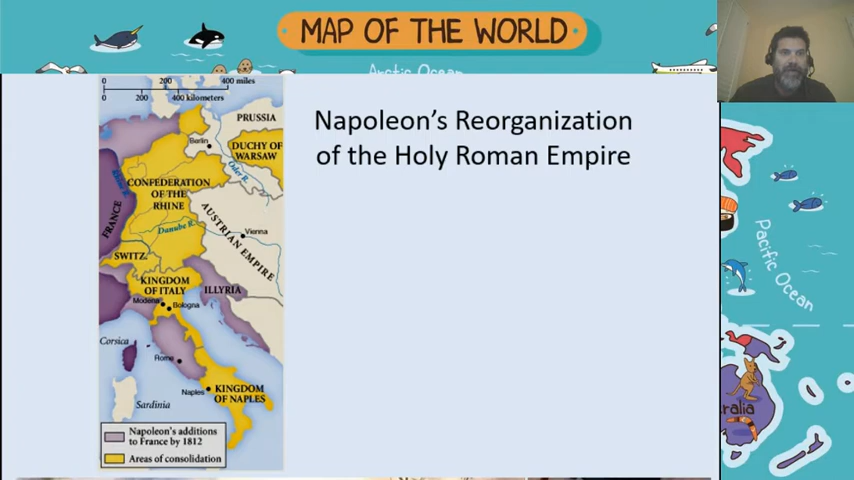 MAP OF THE WORLD
Arctic Ocean
0 200 400 miles
0 200 400 kilometers
Napoleon's Reorganization
of the Holy Roman Empire
PRUSSIA
Berlin
DUCHY OF
WARSAW
Oder R.
CONFEDERATION
OF THE
RHINE
FRANCE
AUSTRIAN EMPIRE
Danube R.
Vienna
SWITZ.
KINGDOM
OF ITALY
ILLYRIA
Modena
Bologna
Corsica
Rome
Naples
KINGDOM
OF NAPLES
Sardinia
Napoleon's additions
to France by 1812
Areas of consolidation
Pacific Ocean
ralia